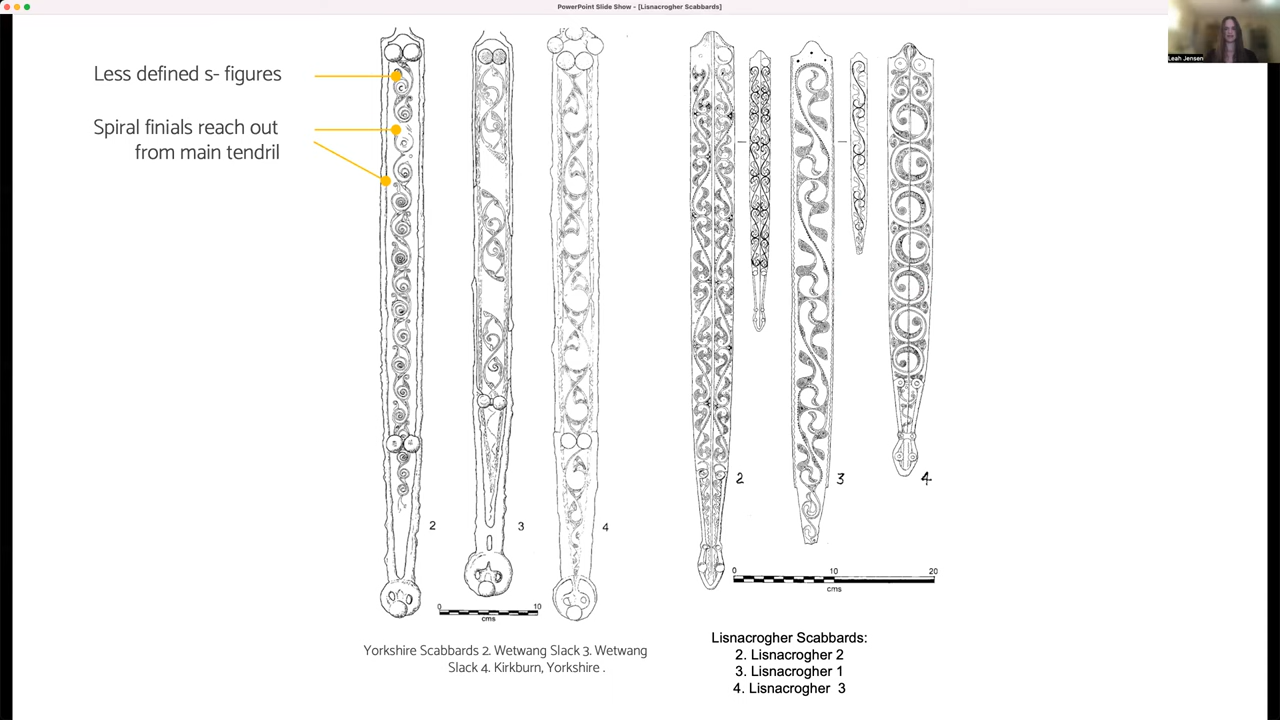 PowerPoint Slide Show - [Lisnacrogher Scabbards]
Leah Jensen
Less defined s- figures
Spiral finials reach out
from main tendril
2
3
4
0
10
cms
2
3
4
0
10
20
cms
Yorkshire Scabbards 2. Wetwang Slack 3. Wetwang
Slack 4. Kirkburn, Yorkshire .
Lisnacrogher Scabbards:
2. Lisnacrogher 2
3. Lisnacrogher 1
4. Lisnacrogher 3